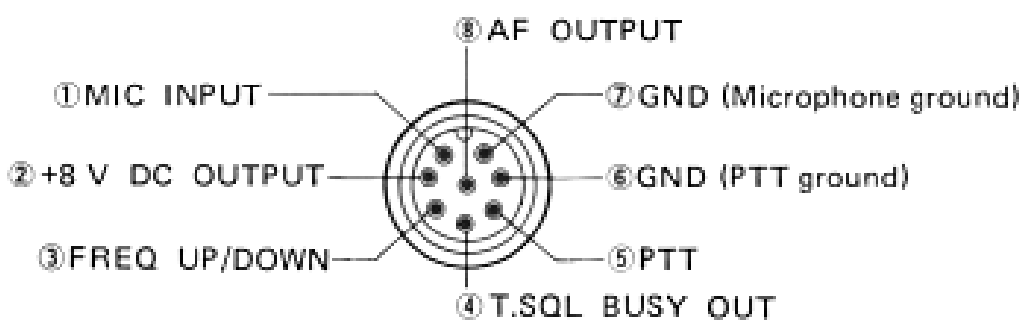 ⑧AF OUTPUT
①MIC INPUT
⑦GND (Microphone ground)
②+8 V DC OUTPUT
⑥GND (PTT ground)
③FREQ UP/DOWN
⑤PTT
④T.SQL BUSY OUT